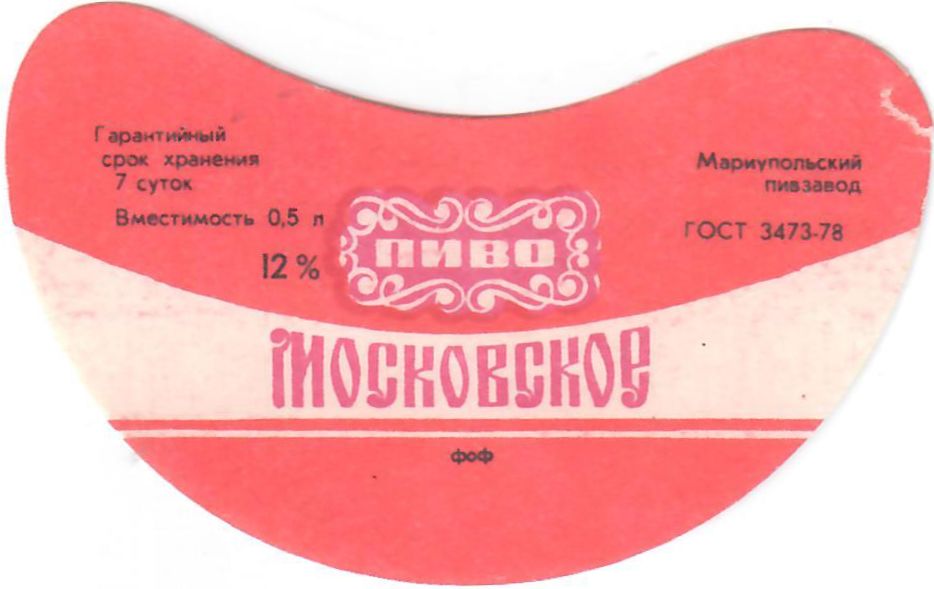 Гарантийный
срок хранения
7 суток
Вместимость 0,5 л
12 %
ПИВО
Мариупольский
пивзавод
ГОСТ 3473-78
МОСКОВСКОЕ
фоф